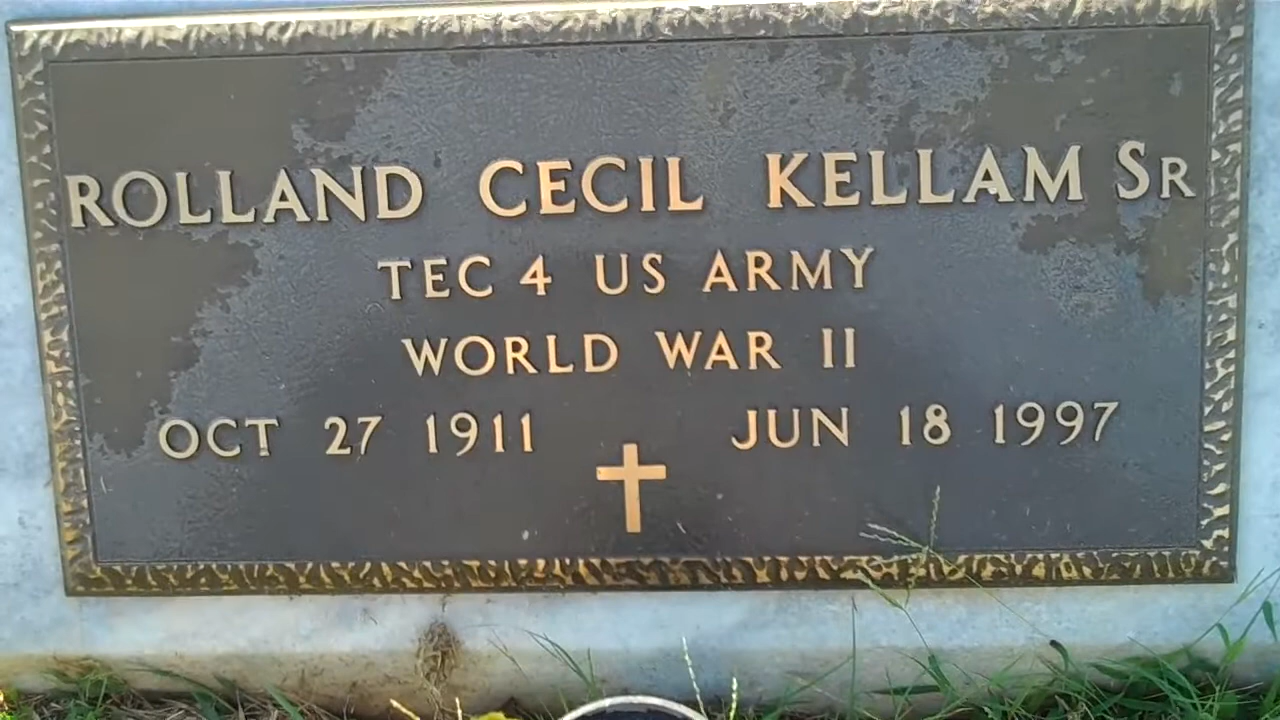 ROLLAND CECIL KELLAM SR
TEC 4 US ARMY
WORLD WAR II
OCT 27 1911 JUN 18 1997